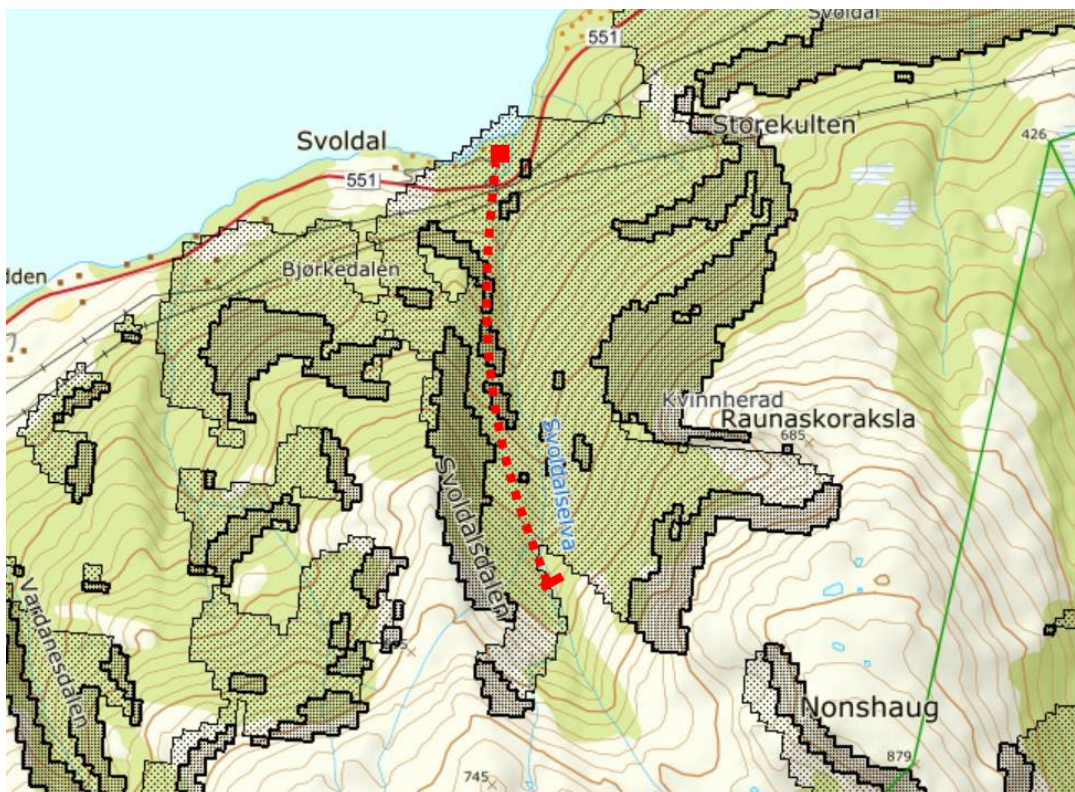 Svoldal
551
Storekulten
426
Svoldal
551
Bjørkedalen
dden
Kvinnherad
Raunaskoraksla
685
Svoldalselva
Svoldalsdalen
Vardanesdalen
Nonshaug
879
745